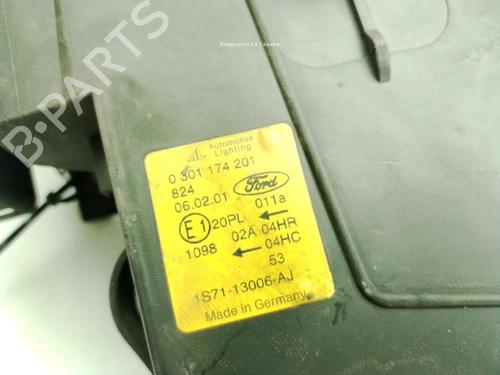 Desguaces La Cabaña
B-PARTS
AL Automotive Lighting
0 301 174 201
824
Ford
06.02.01 011a
E1 20PL
02A 04HR
1098 04HC
53
1S71-13006-AJ
Made in Germany